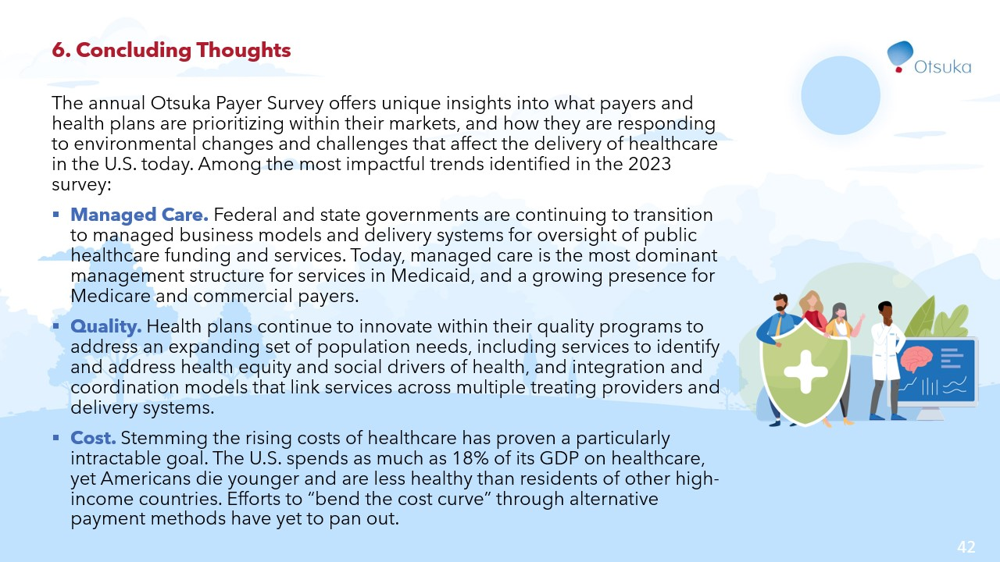 6. Concluding Thoughts
Otsuka
The annual Otsuka Payer Survey offers unique insights into what payers and
health plans are prioritizing within their markets, and how they are responding
to environmental changes and challenges that affect the delivery of healthcare
in the U.S. today. Among the most impactful trends identified in the 2023
survey:
▪ Managed Care. Federal and state governments are continuing to transition
to managed business models and delivery systems for oversight of public
healthcare funding and services. Today, managed care is the most dominant
management structure for services in Medicaid, and a growing presence for
Medicare and commercial payers.
▪ Quality. Health plans continue to innovate within their quality programs to
address an expanding set of population needs, including services to identify
and address health equity and social drivers of health, and integration and
coordination models that link services across multiple treating providers and
delivery systems.
▪ Cost. Stemming the rising costs of healthcare has proven a particularly
intractable goal. The U.S. spends as much as 18% of its GDP on healthcare,
yet Americans die younger and are less healthy than residents of other high-
income countries. Efforts to “bend the cost curve” through alternative
payment methods have yet to pan out.
42